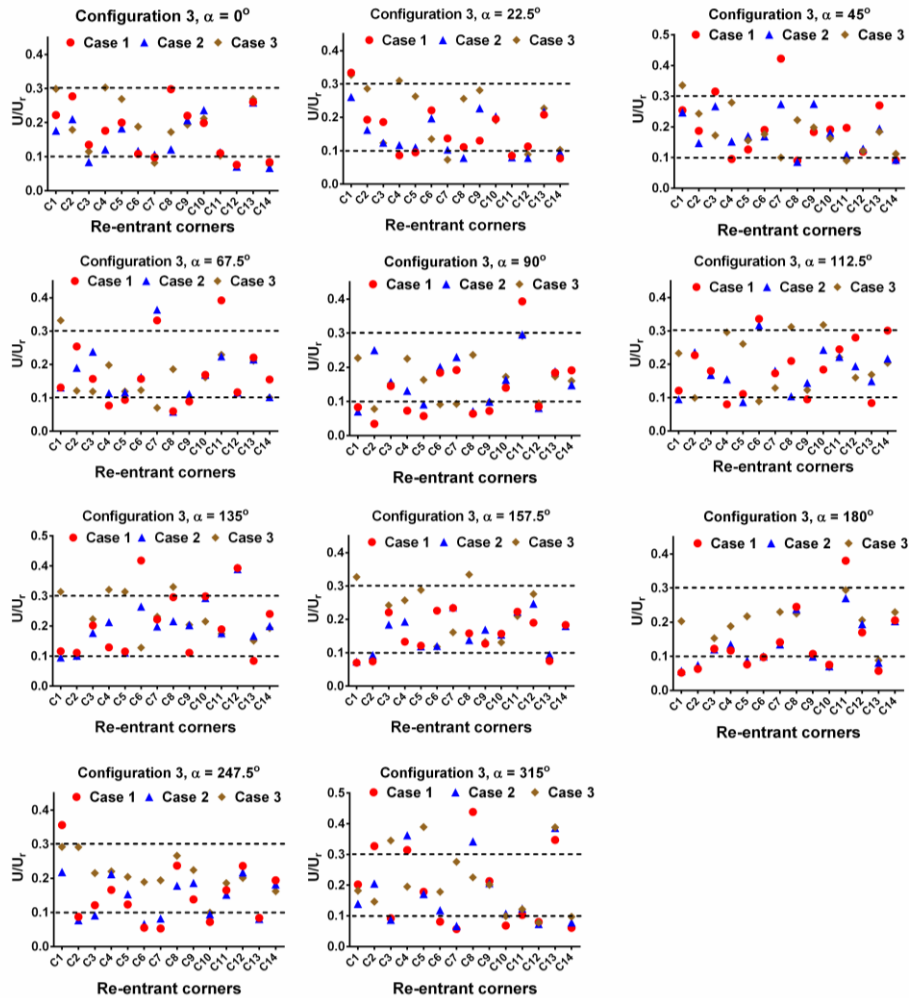 Configuration 3, α = 0°
Case 1 Case 2 Case 3
U/Ur
0.4
0.3
0.2
0.1
0.0
C1 C2 C3 C4 C5 C6 C7 C8 C9 C10 C11 C12 C13 C14
Re-entrant corners
Configuration 3, α = 22.5°
Case 1 Case 2 Case 3
0.4
0.3
0.2
0.1
0.0
C1 C2 C3 C4 C5 C6 C7 C8 C9 C10 C11 C12 C13 C14
Re-entrant corners
Configuration 3, α = 45°
Case 1 Case 2 Case 3
0.5
0.4
0.3
0.2
0.1
0.0
C1 C2 C3 C4 C5 C6 C7 C8 C9 C10 C11 C12 C13 C14
Re-entrant corners
Configuration 3, α = 67.5°
Case 1 Case 2 Case 3
U/Ur
0.4
0.3
0.2
0.1
0.0
C1 C2 C3 C4 C5 C6 C7 C8 C9 C10 C11 C12 C13 C14
Re-entrant corners
Configuration 3, α = 90°
Case 1 Case 2 Case 3
0.4
0.3
0.2
0.1
0.0
C1 C2 C3 C4 C5 C6 C7 C8 C9 C10 C11 C12 C13 C14
Re-entrant corners
Configuration 3, α = 112.5°
Case 1 Case 2 Case 3
0.4
0.3
0.2
0.1
0.0
C1 C2 C3 C4 C5 C6 C7 C8 C9 C10 C11 C12 C13 C14
Re-entrant corners
Configuration 3, α = 135°
Case 1 Case 2 Case 3
U/Ur
0.5
0.4
0.3
0.2
0.1
0.0
C1 C2 C3 C4 C5 C6 C7 C8 C9 C10 C11 C12 C13 C14
Re-entrant corners
Configuration 3, α = 157.5°
Case 1 Case 2 Case 3
0.4
0.3
0.2
0.1
0.0
C1 C2 C3 C4 C5 C6 C7 C8 C9 C10 C11 C12 C13 C14
Re-entrant corners
Configuration 3, α = 180°
Case 1 Case 2 Case 3
0.4
0.3
0.2
0.1
0.0
C1 C2 C3 C4 C5 C6 C7 C8 C9 C10 C11 C12 C13 C14
Re-entrant corners
Configuration 3, α = 247.5°
Case 1 Case 2 Case 3
U/Ur
0.4
0.3
0.2
0.1
0.0
C1 C2 C3 C4 C5 C6 C7 C8 C9 C10 C11 C12 C13 C14
Re-entrant corners
Configuration 3, α = 315°
Case 1 Case 2 Case 3
0.5
0.4
0.3
0.2
0.1
0.0
C1 C2 C3 C4 C5 C6 C7 C8 C9 C10 C11 C12 C13 C14
Re-entrant corners